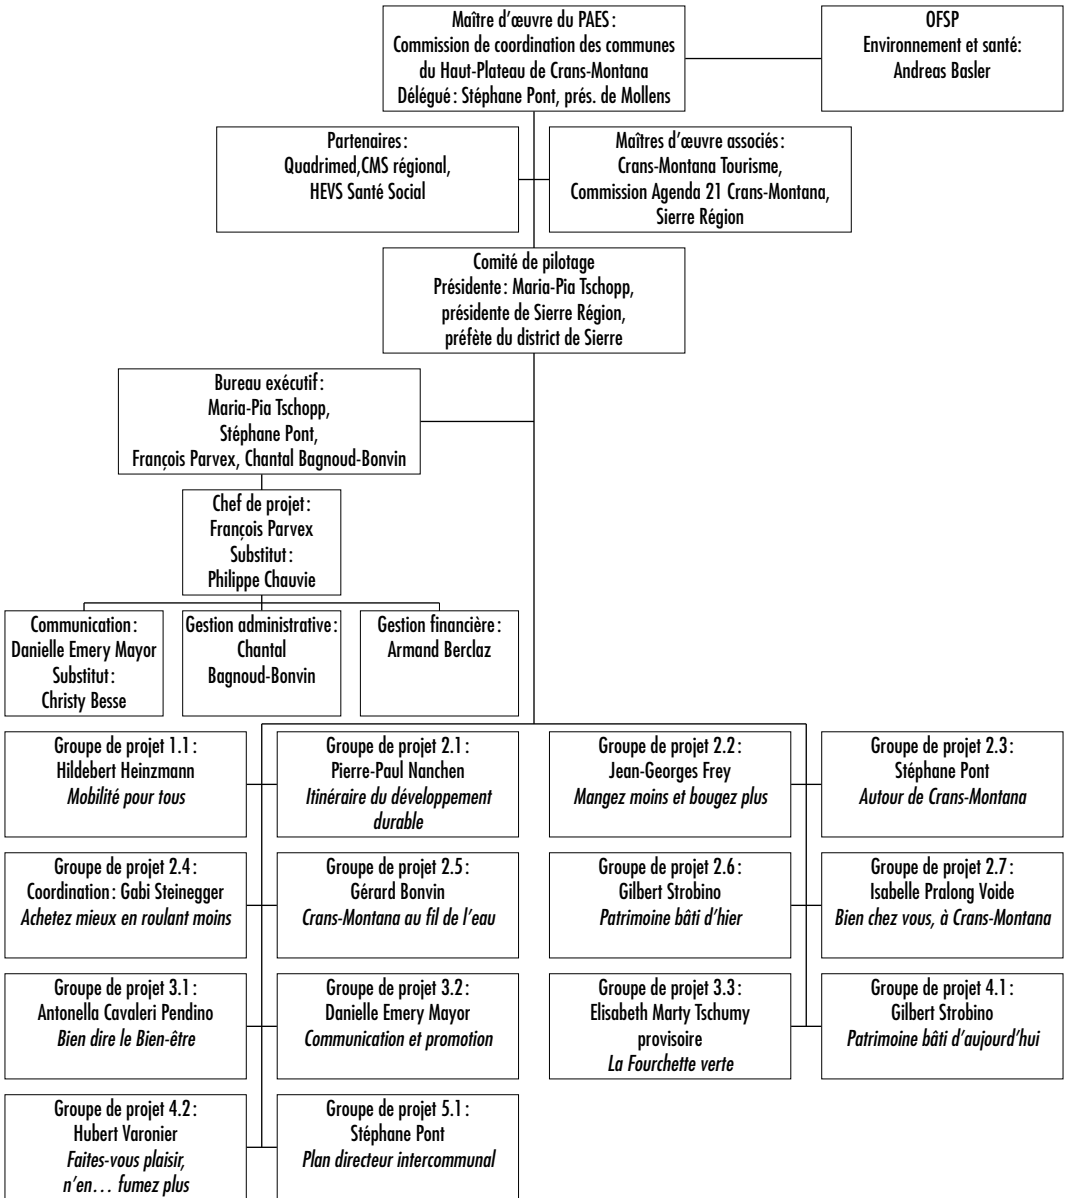 Maître d'œuvre du PAES :
Commission de coordination des communes
du Haut-Plateau de Crans-Montana
Délégué : Stéphane Pont, prés. de Mollens
OFSP
Environnement et santé:
Andreas Basler
Partenaires :
Quadrimed,CMS régional,
HEVS Santé Social
Maîtres d'œuvre associés :
Crans-Montana Tourisme,
Commission Agenda 21 Crans-Montana,
Sierre Région
Comité de pilotage
Présidente : Maria-Pia Tschopp,
présidente de Sierre Région,
préfète du district de Sierre
Bureau exécutif :
Maria-Pia Tschopp,
Stéphane Pont,
François Parvex, Chantal Bagnoud-Bonvin
Chef de projet :
François Parvex
Substitut :
Philippe Chauvie
Communication :
Danielle Emery Mayor
Substitut :
Christy Besse
Gestion administrative :
Chantal
Bagnoud-Bonvin
Gestion financière :
Armand Berclaz
Groupe de projet 1.1 :
Hildebert Heinzmann
Mobilité pour tous
Groupe de projet 2.1 :
Pierre-Paul Nanchen
Itinéraire du développement
durable
Groupe de projet 2.2 :
Jean-Georges Frey
Mangez moins et bougez plus
Groupe de projet 2.3 :
Stéphane Pont
Autour de Crans-Montana
Groupe de projet 2.4 :
Coordination : Gabi Steinegger
Achetez mieux en roulant moins
Groupe de projet 2.5 :
Gérard Bonvin
Crans-Montana au fil de l'eau
Groupe de projet 2.6 :
Gilbert Strobino
Patrimoine bâti d'hier
Groupe de projet 2.7 :
Isabelle Pralong Voide
Bien chez vous, à Crans-Montana
Groupe de projet 3.1 :
Antonella Cavaleri Pendino
Bien dire le Bien-être
Groupe de projet 3.2 :
Danielle Emery Mayor
Communication et promotion
Groupe de projet 3.3 :
Elisabeth Marty Tschumy
provisoire
La Fourchette verte
Groupe de projet 4.1 :
Gilbert Strobino
Patrimoine bâti d'aujourd'hui
Groupe de projet 4.2 :
Hubert Varonier
Faites-vous plaisir,
n'en… fumez plus
Groupe de projet 5.1 :
Stéphane Pont
Plan directeur intercommunal